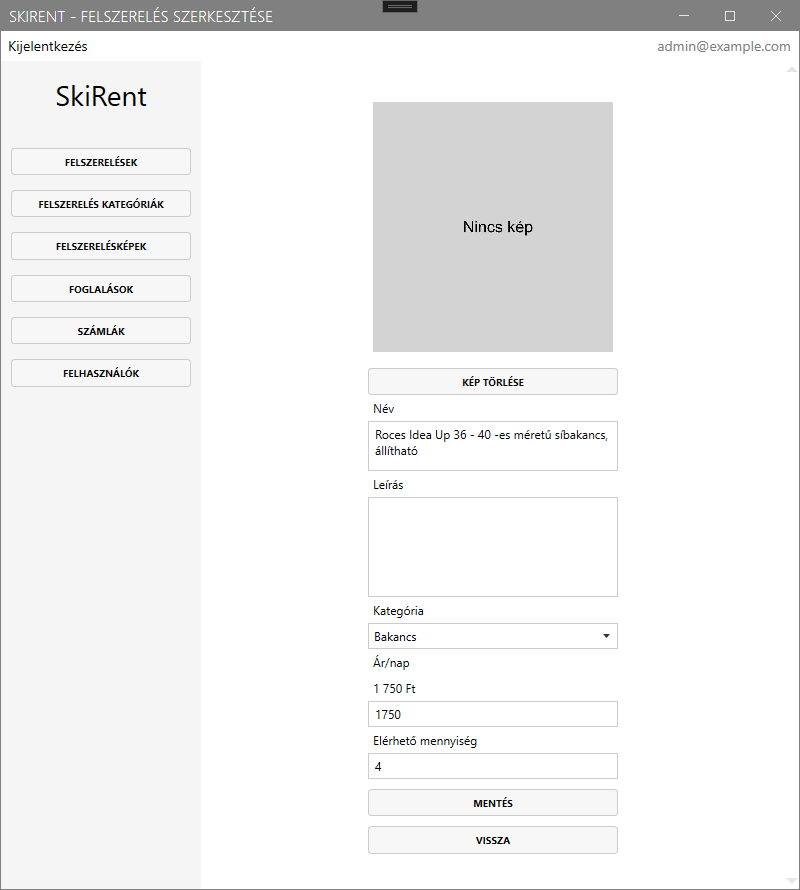 SKIRENT - FELSZERELÉS SZERKESZTÉSE
Kijelentkezés
admin@example.com
SkiRent
FELSZERELÉSEK
FELSZERELÉS KATEGÓRIÁK
FELSZERELÉSKÉPEK
FOGLALÁSOK
SZÁMLÁK
FELHASZNÁLÓK
Nincs kép
KÉP TÖRLÉSE
Név
Roces Idea Up 36 - 40 -es méretű síbakancs,
állítható
Leírás
Kategória
Bakancs
Ár/nap
1 750 Ft
1750
Elérhető mennyiség
4
MENTÉS
VISSZA